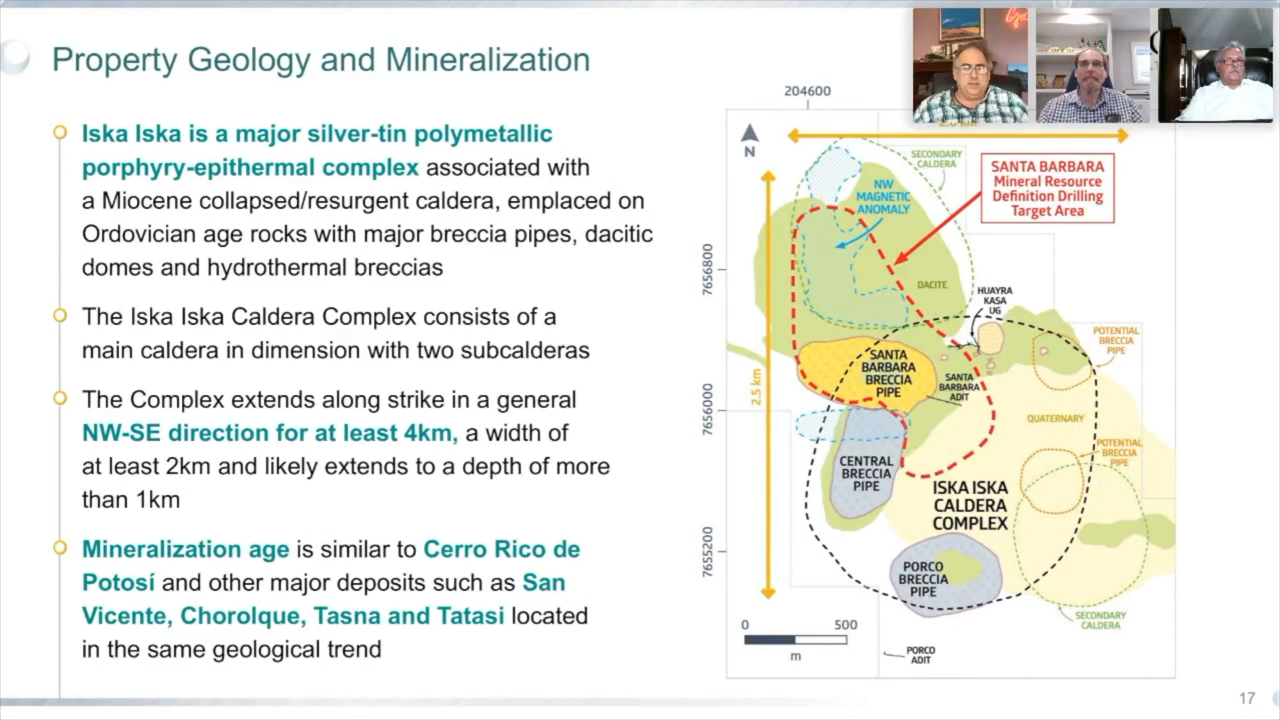 Property Geology and Mineralization
Iska Iska is a major silver-tin polymetallic
porphyry-epithermal complex associated with
a Miocene collapsed/resurgent caldera, emplaced on
Ordovician age rocks with major breccia pipes, dacitic
domes and hydrothermal breccias
The Iska Iska Caldera Complex consists of a
main caldera in dimension with two subcalderas
The Complex extends along strike in a general
NW-SE direction for at least 4km, a width of
at least 2km and likely extends to a depth of more
than 1km
Mineralization age is similar to Cerro Rico de
Potosí and other major deposits such as San
Vicente, Chorolque, Tasna and Tatasi located
in the same geological trend
204600
N
SECONDARY
CALDERA
SANTA BARBARA
Mineral Resource
Definition Drilling
Target Area
NW
MAGNETIC
ANOMALY
7656800
DACITE
HUAYRA
KASA
UG
POTENTIAL
BRECCIA
PIPE
SANTA
BARBARA
BRECCIA
PIPE
SANTA
BARBARA
ADIT
2.5 km
7656000
QUATERNARY
POTENTIAL
BRECCIA
PIPE
CENTRAL
BRECCIA
PIPE
ISKA ISKA
CALDERA
COMPLEX
7655200
PORCO
BRECCIA
PIPE
SECONDARY
CALDERA
0 500
m
PORCO
ADIT
17